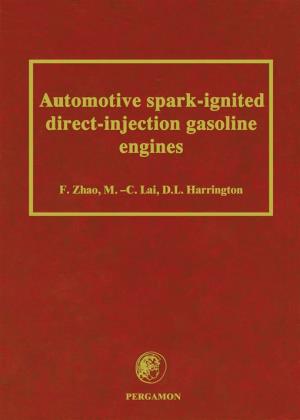 Automotive spark-ignited
direct-injection gasoline
engines
F. Zhao, M. –C. Lai, D.L. Harrington
PERGAMON